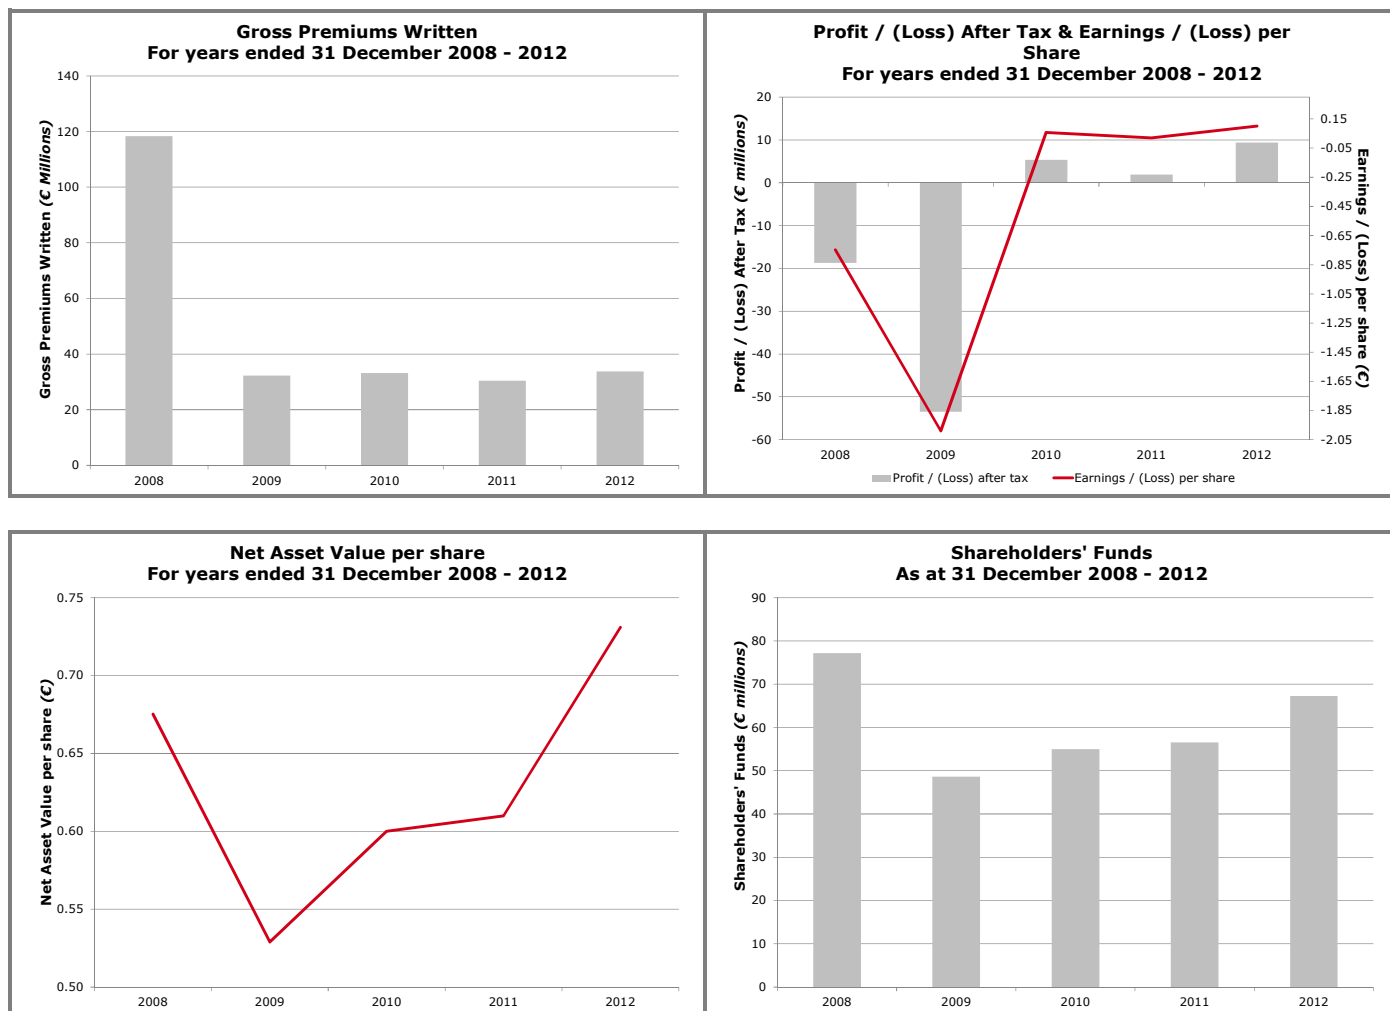 Gross Premiums Written
For years ended 31 December 2008 - 2012
Gross Premiums Written (€ Millions)
140
120
100
80
60
40
20
0
2008 2009 2010 2011 2012
Profit / (Loss) After Tax & Earnings / (Loss) per
Share
For years ended 31 December 2008 - 2012
Profit / (Loss) After Tax (€ millions)
20
10
0
-10
-20
-30
-40
-50
-60
0.15
-0.05
-0.25
-0.45
-0.65
-0.85
-1.05
-1.25
-1.45
-1.65
-1.85
-2.05
Earnings / (Loss) per share (€)
2008 2009 2010 2011 2012
Profit / (Loss) after tax Earnings / (Loss) per share
Net Asset Value per share
For years ended 31 December 2008 - 2012
Net Asset Value per share (€)
0.75
0.70
0.65
0.60
0.55
0.50
2008 2009 2010 2011 2012
Shareholders' Funds
As at 31 December 2008 - 2012
Shareholders' Funds (€ millions)
90
80
70
60
50
40
30
20
10
0
2008 2009 2010 2011 2012